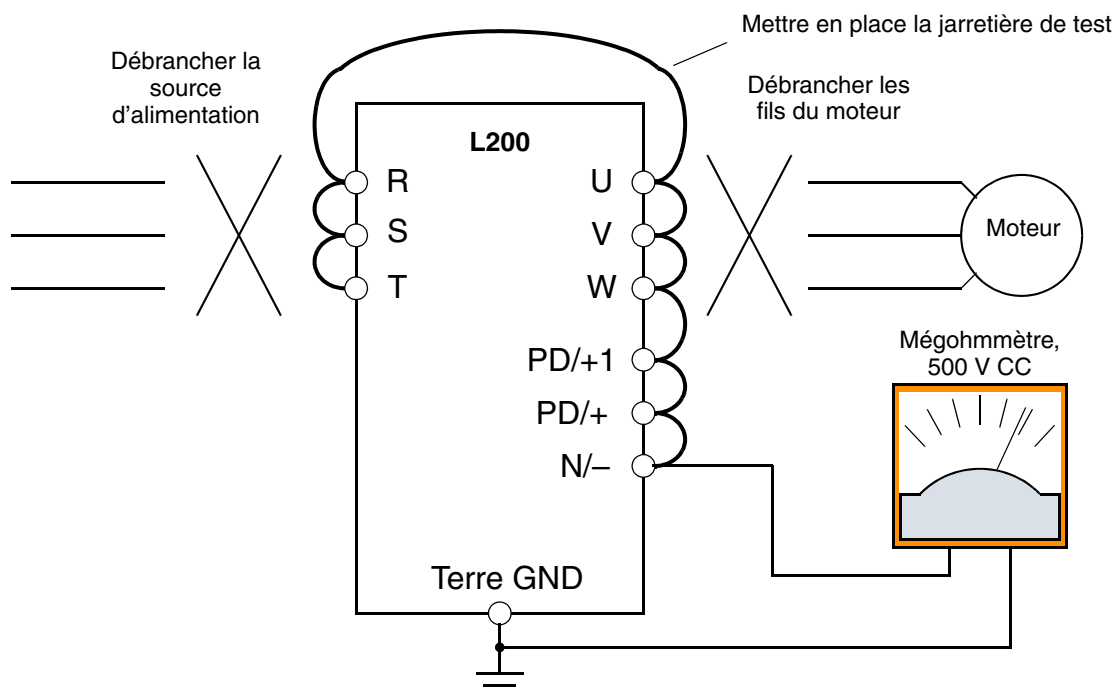 Mettre en place la jarretière de test
Débrancher la
source
d'alimentation
Débrancher les
fils du moteur
L200
R
U
S
V
Moteur
T
W
Mégohmmètre,
500 V CC
PD/+1
PD/+
N/–
Terre GND